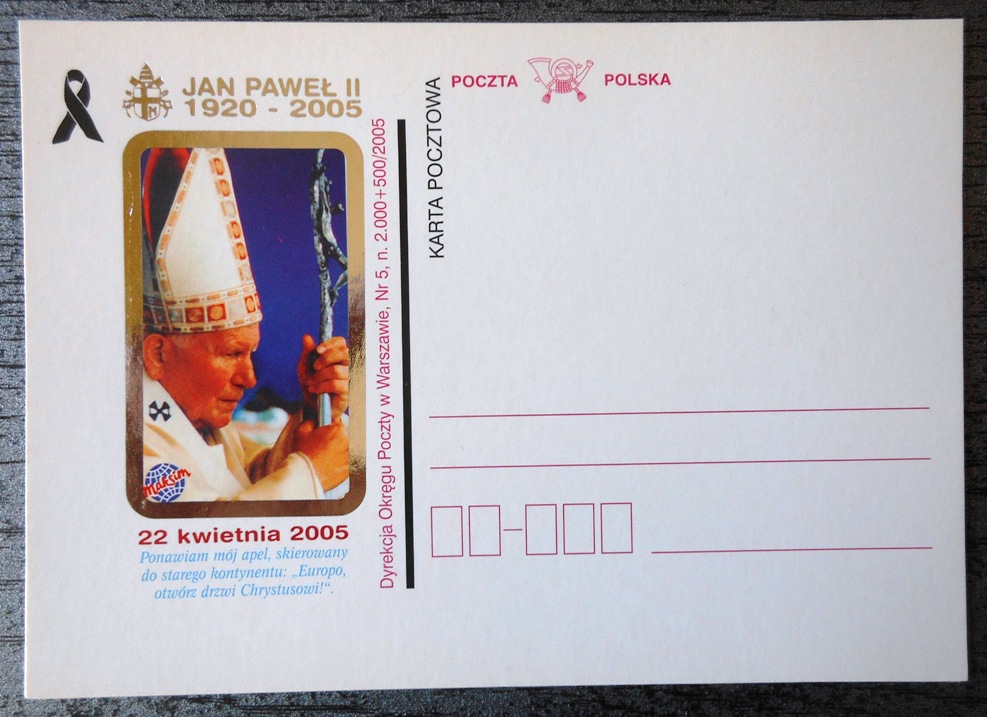 JAN PAWEŁ II
1920 - 2005
maksim
22 kwietnia 2005
Ponawiam mój apel, skierowany
do starego kontynentu: „Europo,
otwórz drzwi Chrystusowi!“.
Dyrekcja Okręgu Poczty w Warszawie, Nr 5, n. 2.000+500/2005
KARTA POCZTOWA
POCZTA POLSKA